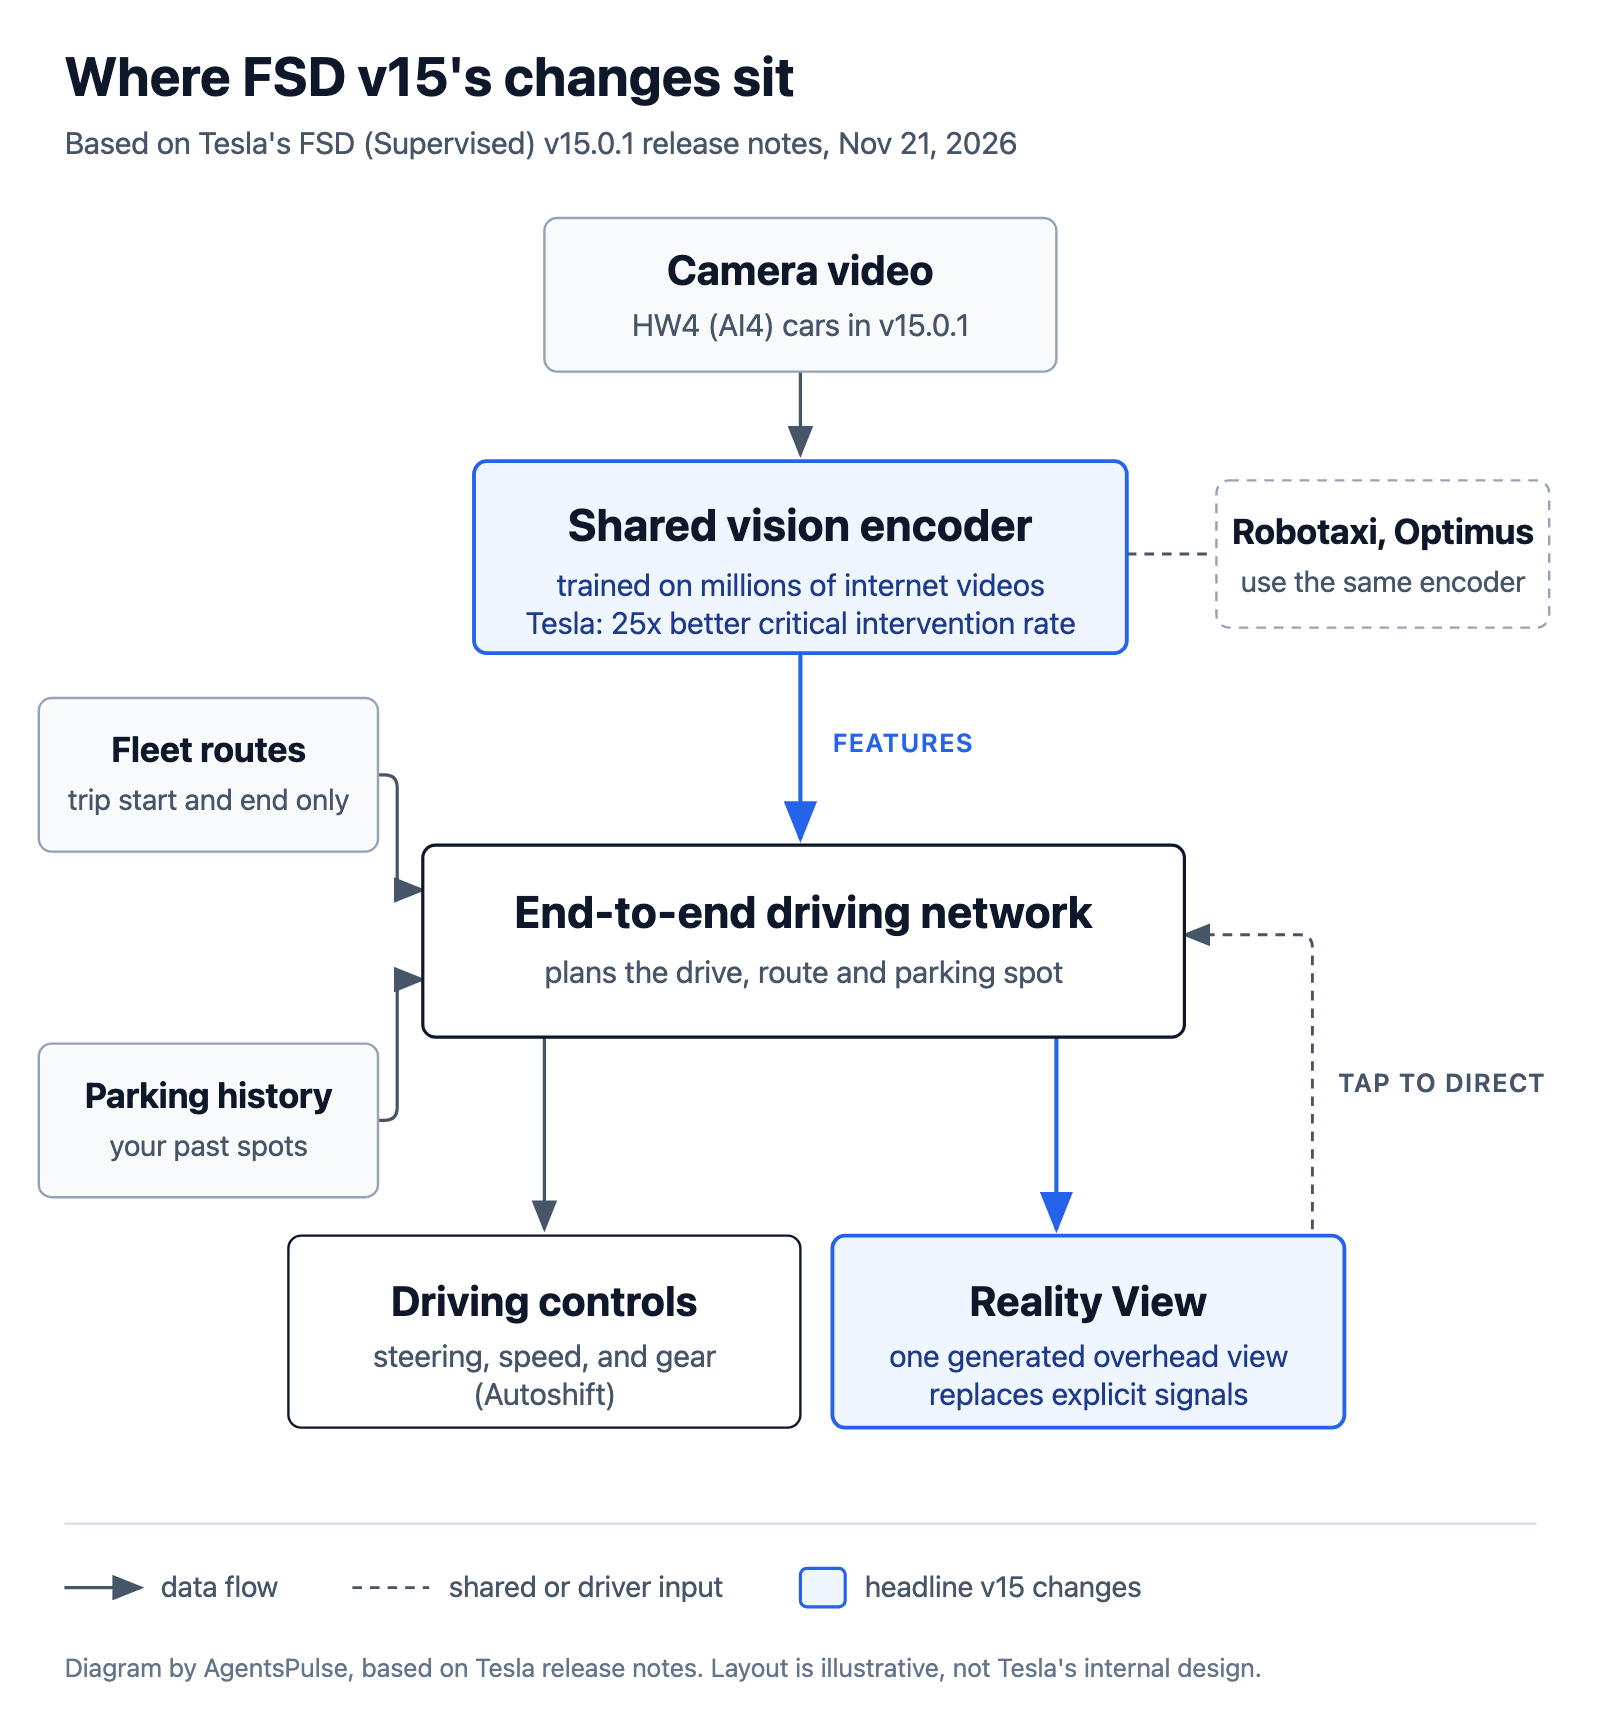 Where FSD v15's changes sit
Based on Tesla's FSD (Supervised) v15.0.1 release notes, Nov 21, 2026
Camera video
HW4 (AI4) cars in v15.0.1
Shared vision encoder
trained on millions of internet videos
Tesla: 25x better critical intervention rate
Robotaxi, Optimus
use the same encoder
FEATURES
Fleet routes
trip start and end only
End-to-end driving network
plans the drive, route and parking spot
Parking history
your past spots
TAP TO DIRECT
Driving controls
steering, speed, and gear
(Autoshift)
Reality View
one generated overhead view
replaces explicit signals
data flow
shared or driver input
headline v15 changes
Diagram by AgentsPulse, based on Tesla release notes. Layout is illustrative, not Tesla's internal design.